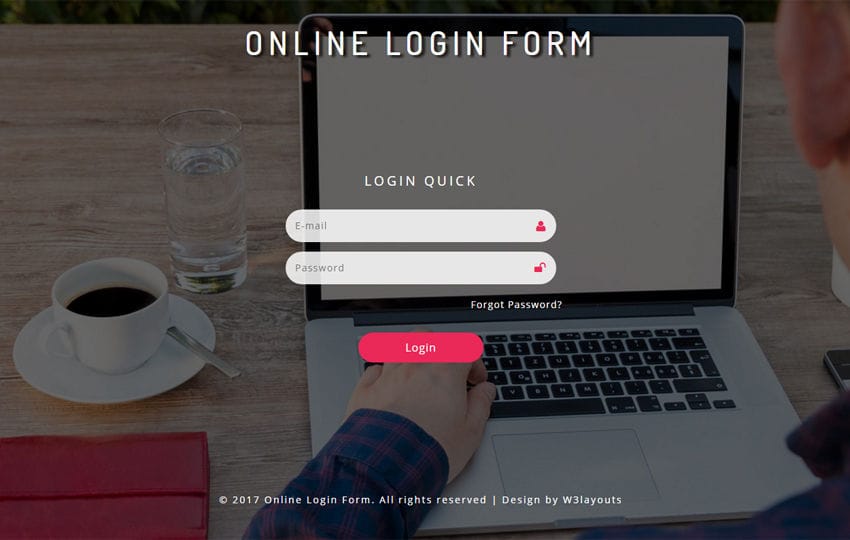 ONLINE LOGIN FORM
LOGIN QUICK
E-mail
Password
Forgot Password?
Login
© 2017 Online Login Form. All rights reserved | Design by W3layouts